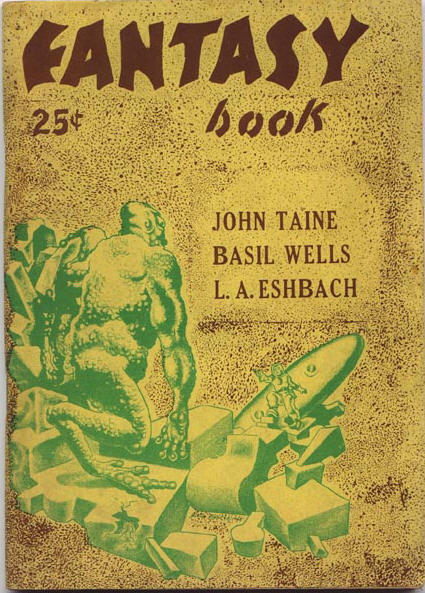 FANTASY
book
25¢
JOHN TAINE
BASIL WELLS
L. A. ESHBACH